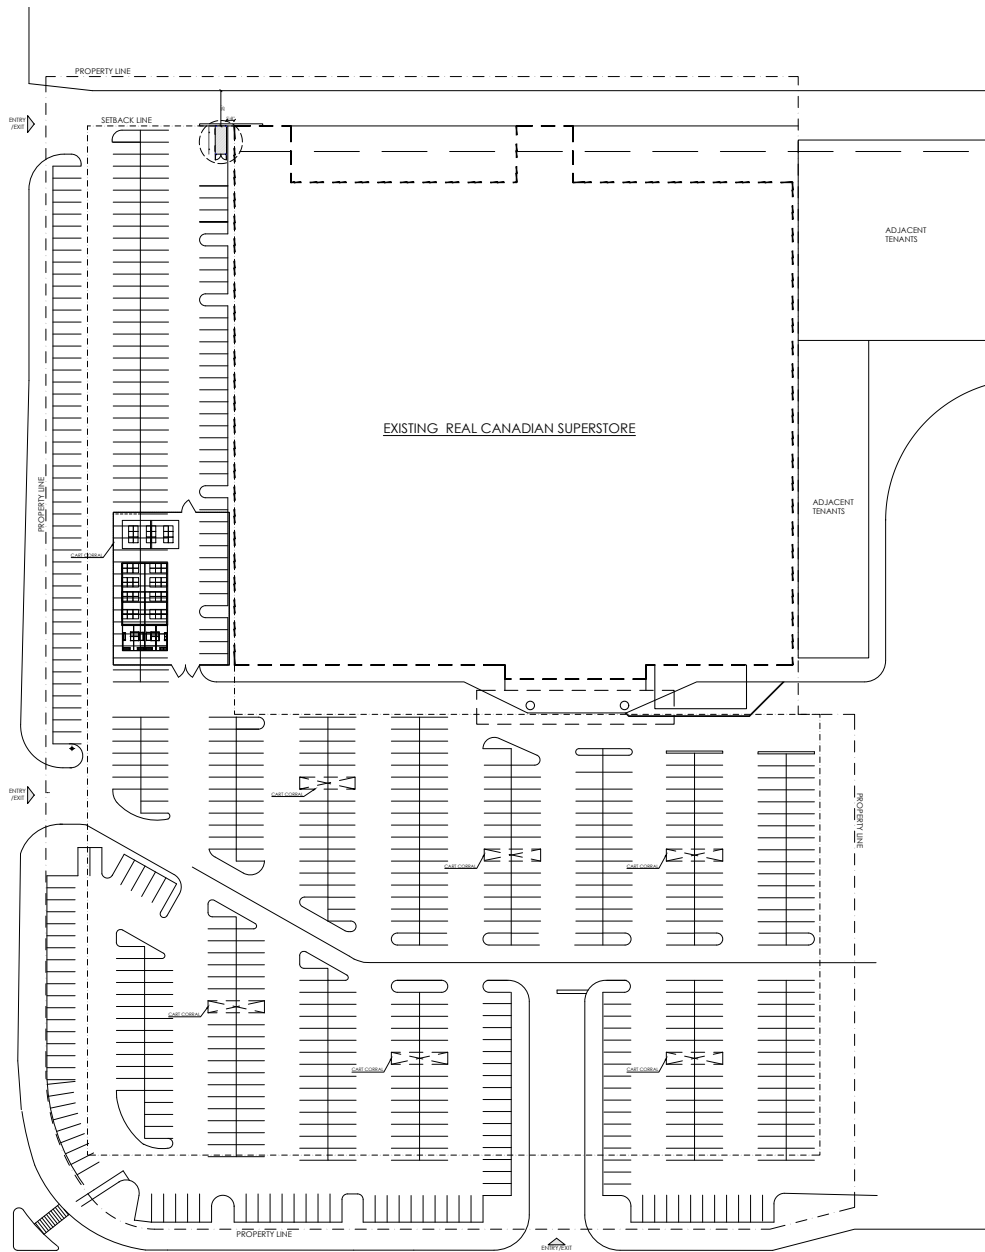 PROPERTY LINE
SETBACK LINE
ENTRY
/EXIT
ADJACENT
TENANTS
EXISTING REAL CANADIAN SUPERSTORE
PROPERTY LINE
ADJACENT
TENANTS
CART CORRAL
ENTRY
/EXIT
CART CORRAL
PROPERTY LINE
CART CORRAL
CART CORRAL
CART CORRAL
CART CORRAL
CART CORRAL
PROPERTY LINE
ENTRY/EXIT